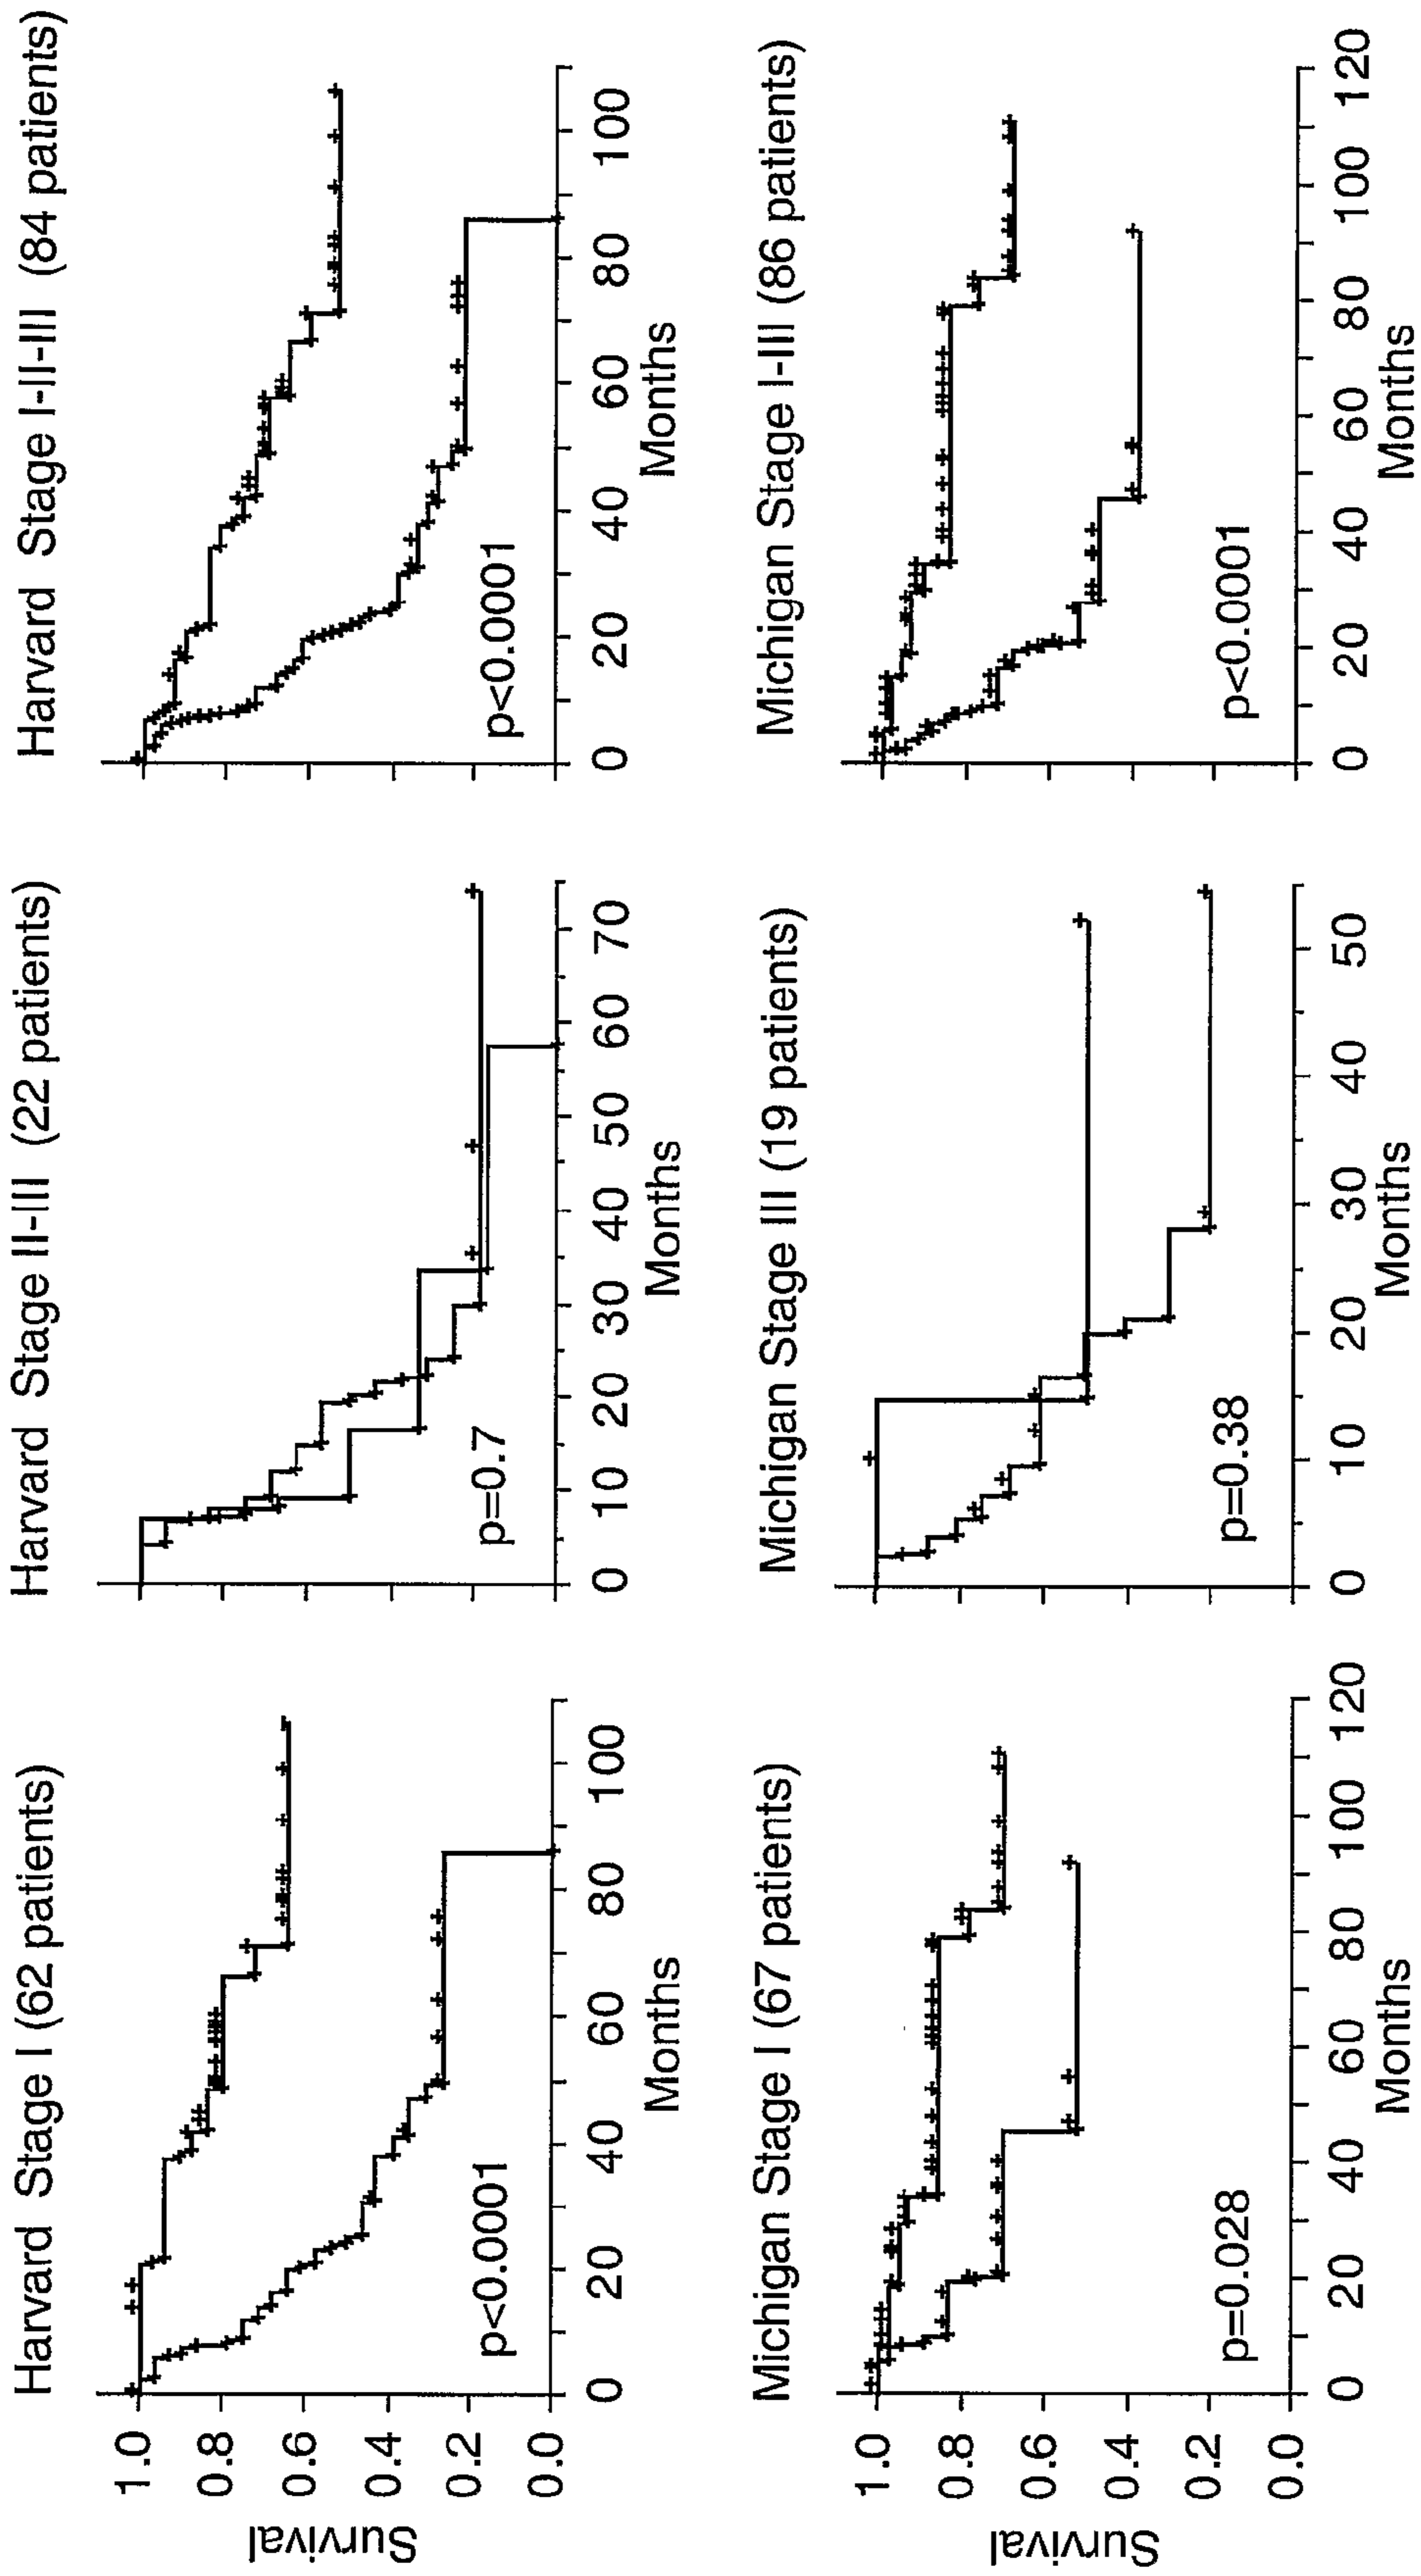 Harvard Stage I (62 patients)
Survival
1.0
0.8
0.6
0.4
0.2
0.0
p<0.0001
0 20 40 60 80 100
Months
Harvard Stage II-III (22 patients)
p=0.7
0 10 20 30 40 50 60 70
Months
Harvard Stage I-II-III (84 patients)
p<0.0001
0 20 40 60 80 100
Months
Michigan Stage I (67 patients)
Survival
1.0
0.8
0.6
0.4
0.2
0.0
p=0.028
0 20 40 60 80 100 120
Months
Michigan Stage III (19 patients)
p=0.38
0 10 20 30 40 50
Months
Michigan Stage I-III (86 patients)
p<0.0001
0 20 40 60 80 100 120
Months